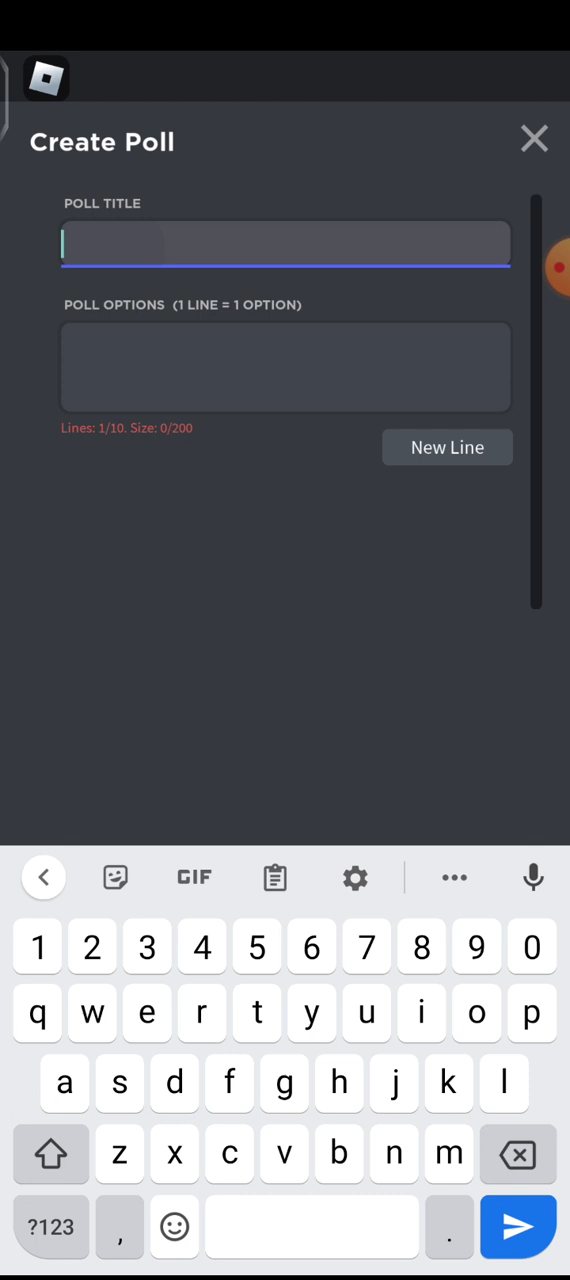 Create Poll
POLL TITLE
POLL OPTIONS (1 LINE = 1 OPTION)
Lines: 1/10. Size: 0/200
New Line
GIF
1 2 3 4 5 6 7 8 9 0
q w e r t y u i o p
a s d f g h j k l
z x c v b n m
?123 , .